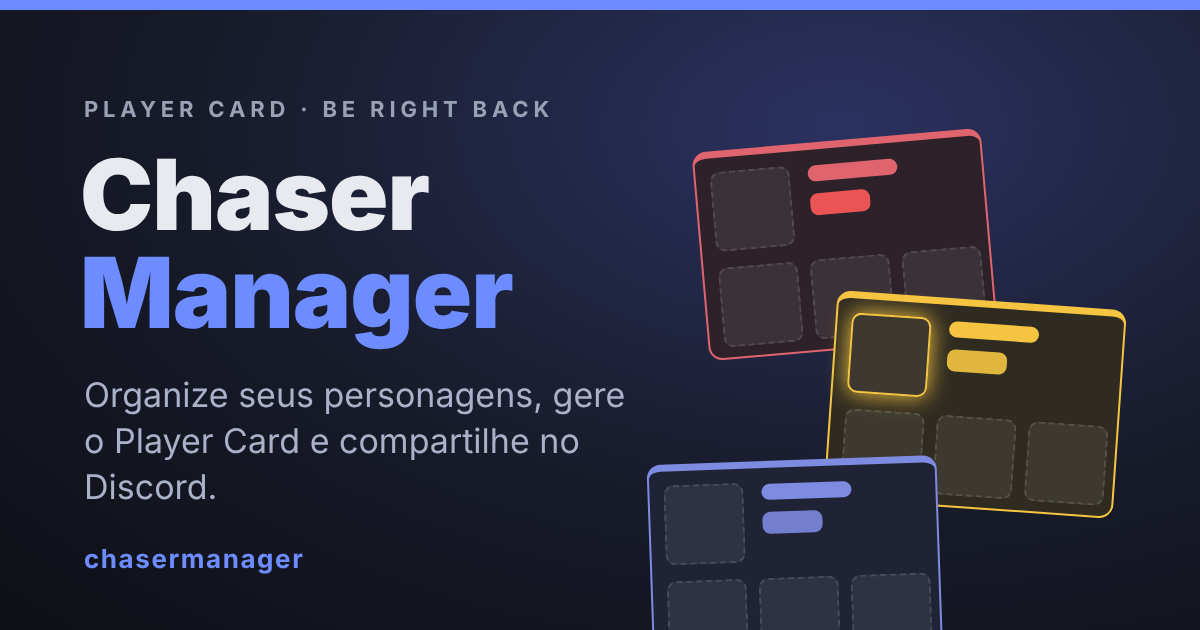 PLAYER CARD · BE RIGHT BACK
Chaser
Manager
Organize seus personagens, gere
o Player Card e compartilhe no
Discord.
chasermanager